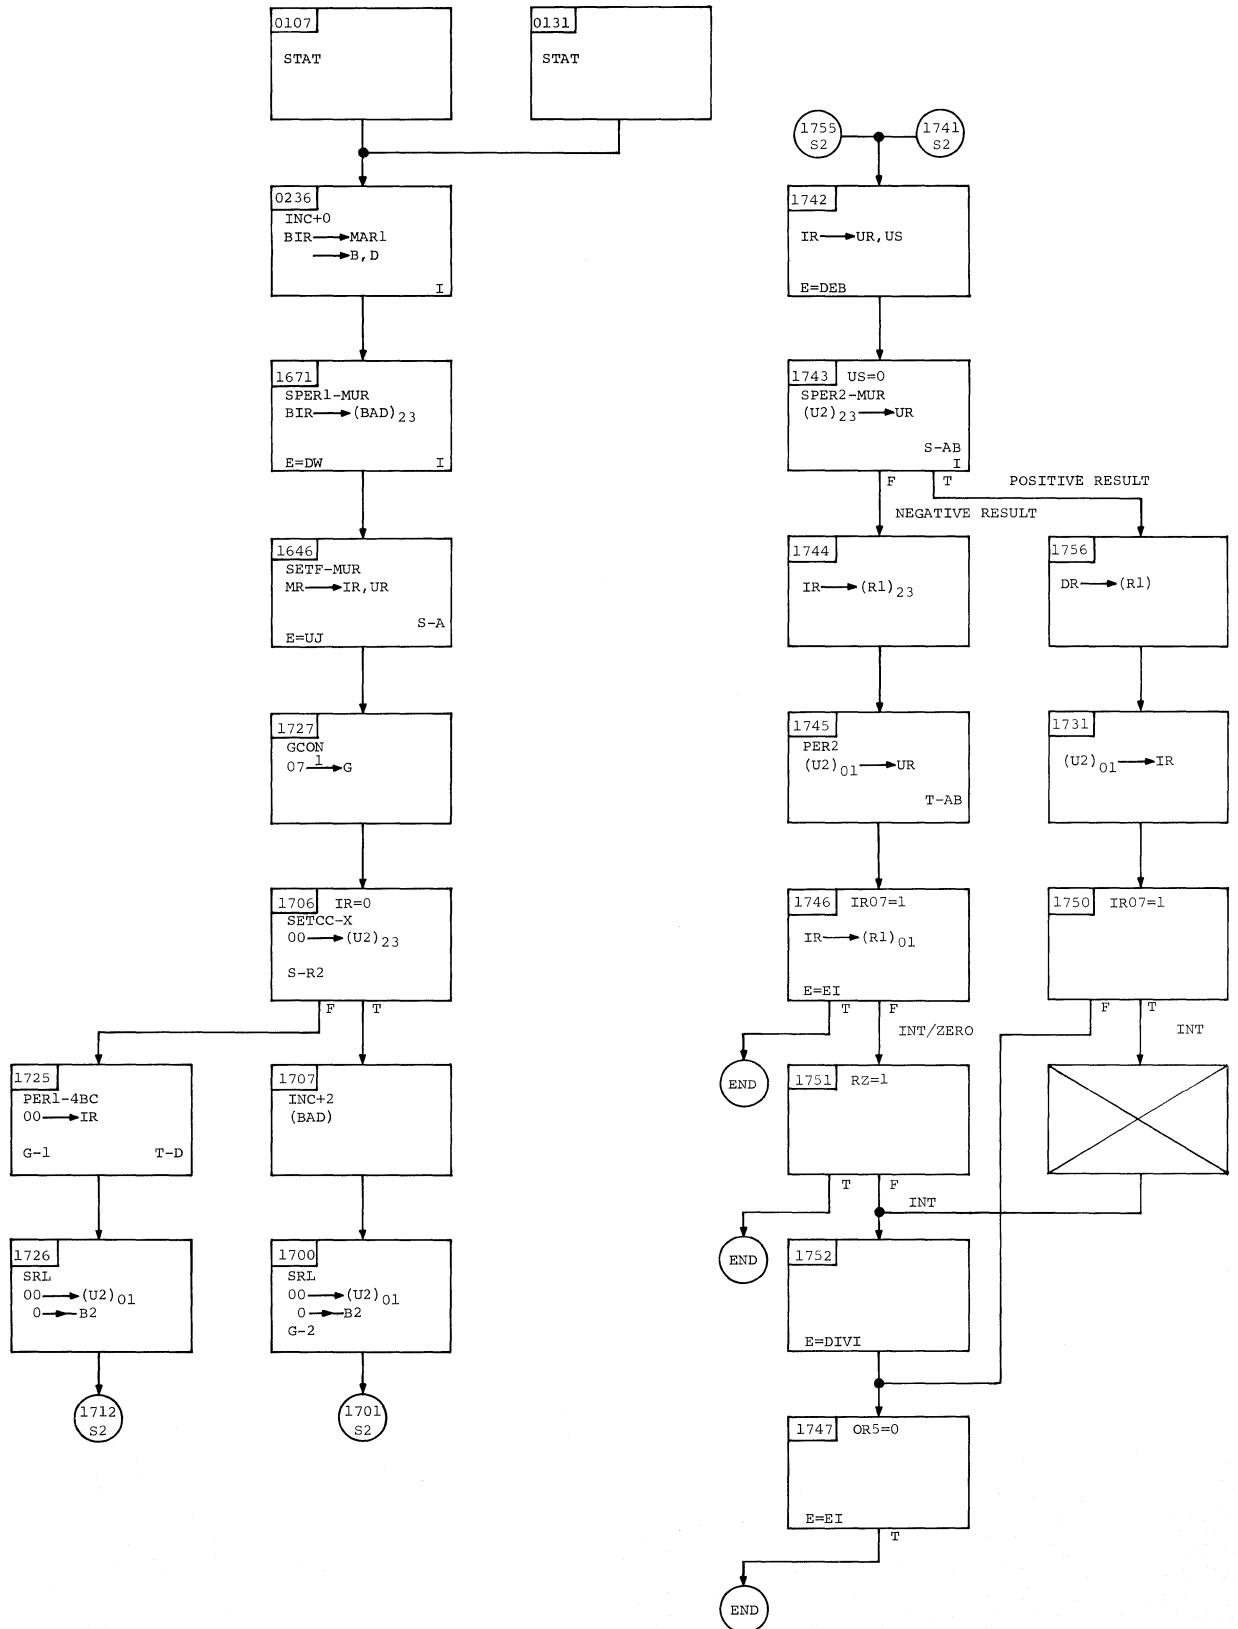 0107
STAT
0131
STAT
0236
INC+0
BIR→MAR1
→B,D
I
1671
SPER1-MUR
BIR→(BAD)23
E=DW I
1646
SETF-MUR
MR→IR,UR
S-A
E=UJ
1727
GCON
07 1→G
1706 IR=0
SETCC-X
00→(U2)23
S-R2
F T
1725
PER1-4BC
00→IR
G-1 T-D
1707
INC+2
(BAD)
1726
SRL
00→(U2)01
0→B2
1700
SRL
00→(U2)01
0→B2
G-2
1712
S2
1701
S2
1755
S2
1741
S2
1742
IR→UR,US
E=DEB
1743 US=0
SPER2-MUR
(U2)23→UR
S-AB
I
F T
POSITIVE RESULT
NEGATIVE RESULT
1744
IR→(R1)23
1756
DR→(R1)
1745
PER2
(U2)01→UR
T-AB
1731
(U2)01→IR
1746 IR07=1
IR→(R1)01
E=EI
T F
INT/ZERO
1750 IR07=1
F T
INT
END
1751 RZ=1
T F
INT
END
1752
E=DIVI
1747 OR5=0
E=EI
T
END